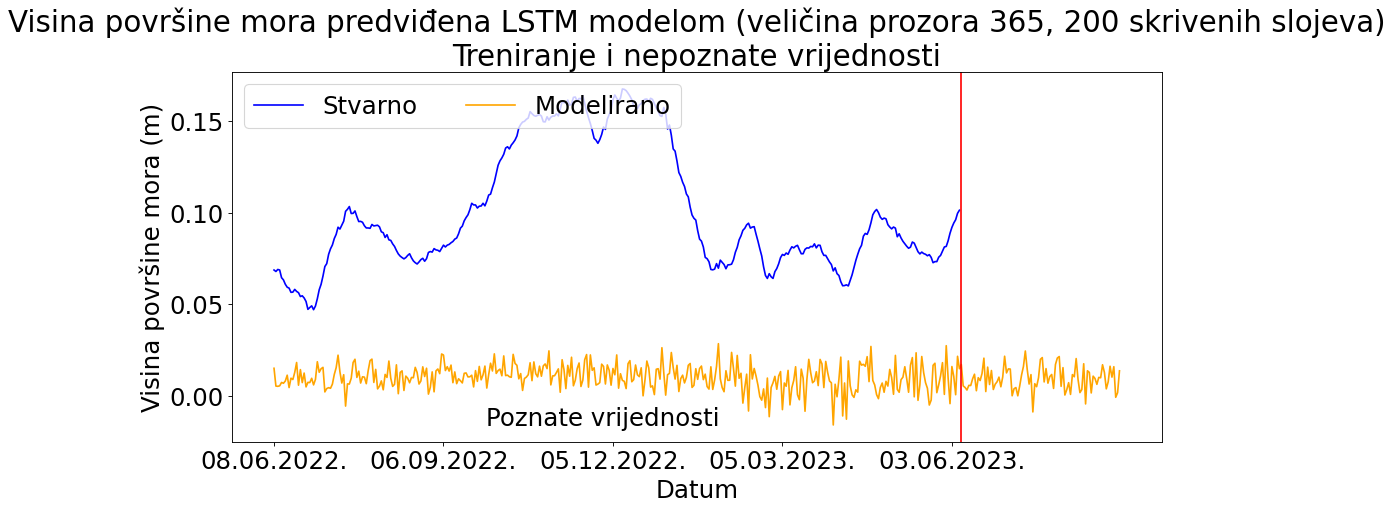 Visina površine mora predviđena LSTM modelom (veličina prozora 365, 200 skrivenih slojeva)
Treniranje i nepoznate vrijednosti
Stvarno Modelirano
Visina površine mora (m)
0.15
0.10
0.05
0.00
Poznate vrijednosti
08.06.2022. 06.09.2022. 05.12.2022. 05.03.2023. 03.06.2023.
Datum